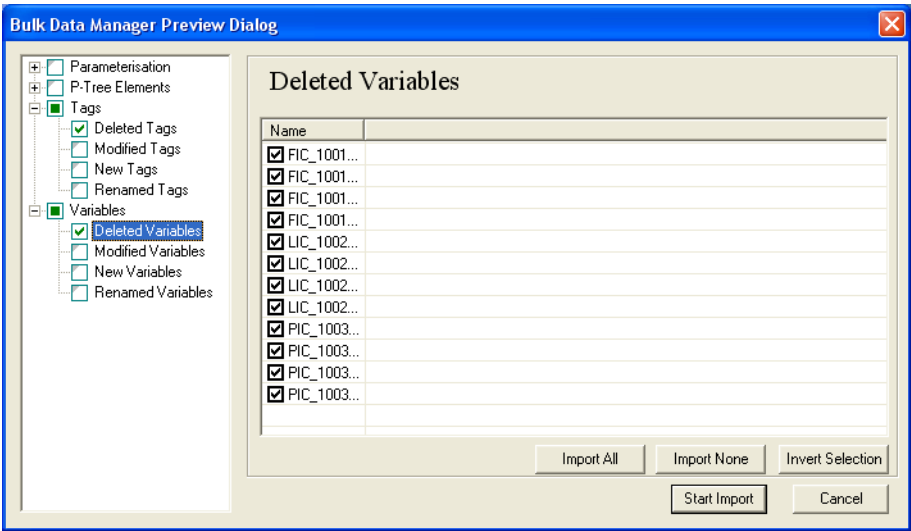 Bulk Data Manager Preview Dialog
Parameterisation
P-Tree Elements
Tags
Deleted Tags
Modified Tags
New Tags
Renamed Tags
Variables
Deleted Variables
Modified Variables
New Variables
Renamed Variables
Deleted Variables
Name
FIC_1001...
FIC_1001...
FIC_1001...
FIC_1001...
LIC_1002...
LIC_1002...
LIC_1002...
LIC_1002...
PIC_1003...
PIC_1003...
PIC_1003...
PIC_1003...
Import All Import None Invert Selection
Start Import Cancel